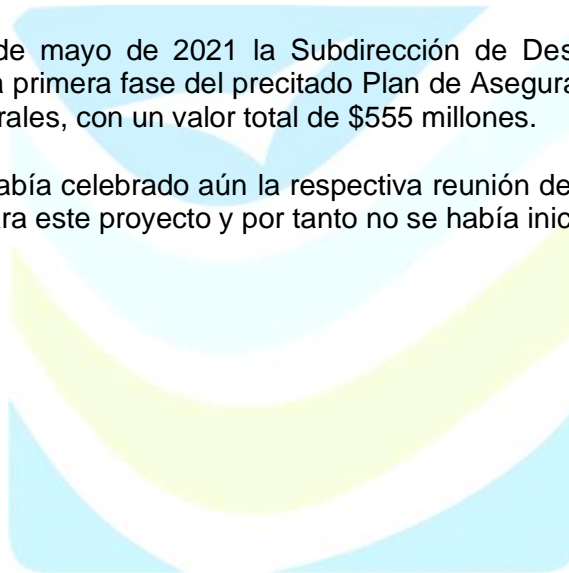 de mayo de 2021 la Subdirección de Des
primera fase del precitado Plan de Asegura
rales, con un valor total de $555 millones.
había celebrado aún la respectiva reunión de
ra este proyecto y por tanto no se había inic